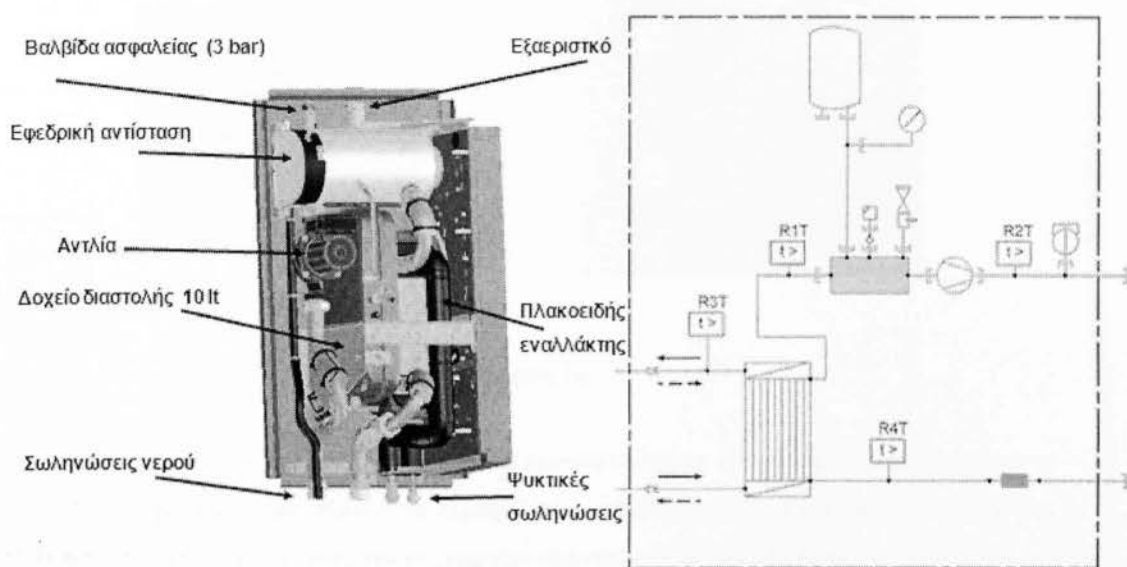 Βαλβίδα ασφαλείας (3 bar)
Εξαεριστκό
Εφεδρική αντίσταση
Αντλία
Δοχείο διαστολής 10 lt
Πλακοειδής
εναλλάκτης
Σωληνώσεις νερού
Ψυκτικές
σωληνώσεις
R1T
t >
R2T
t >
R3T
t >
R4T
t >